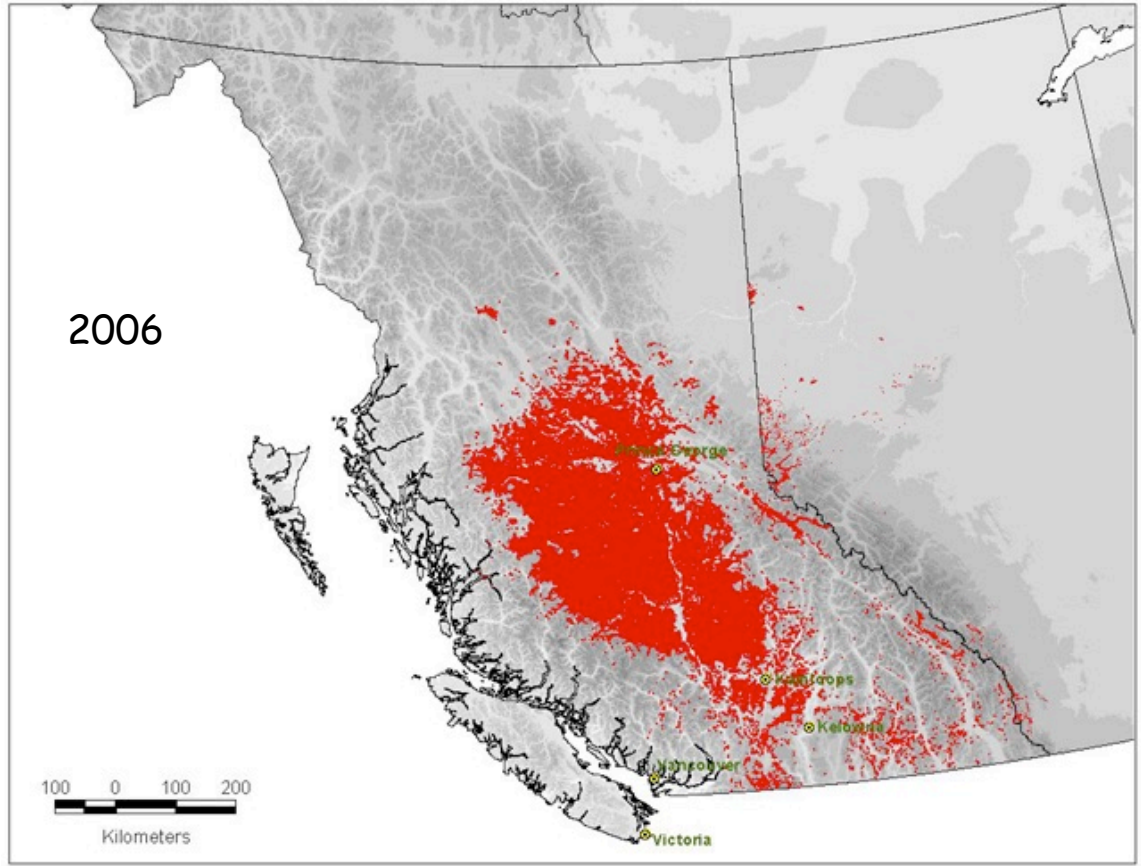 2006
Prince George
Kamloops
Kelowna
Vancouver
Victoria
100 0 100 200
Kilometers